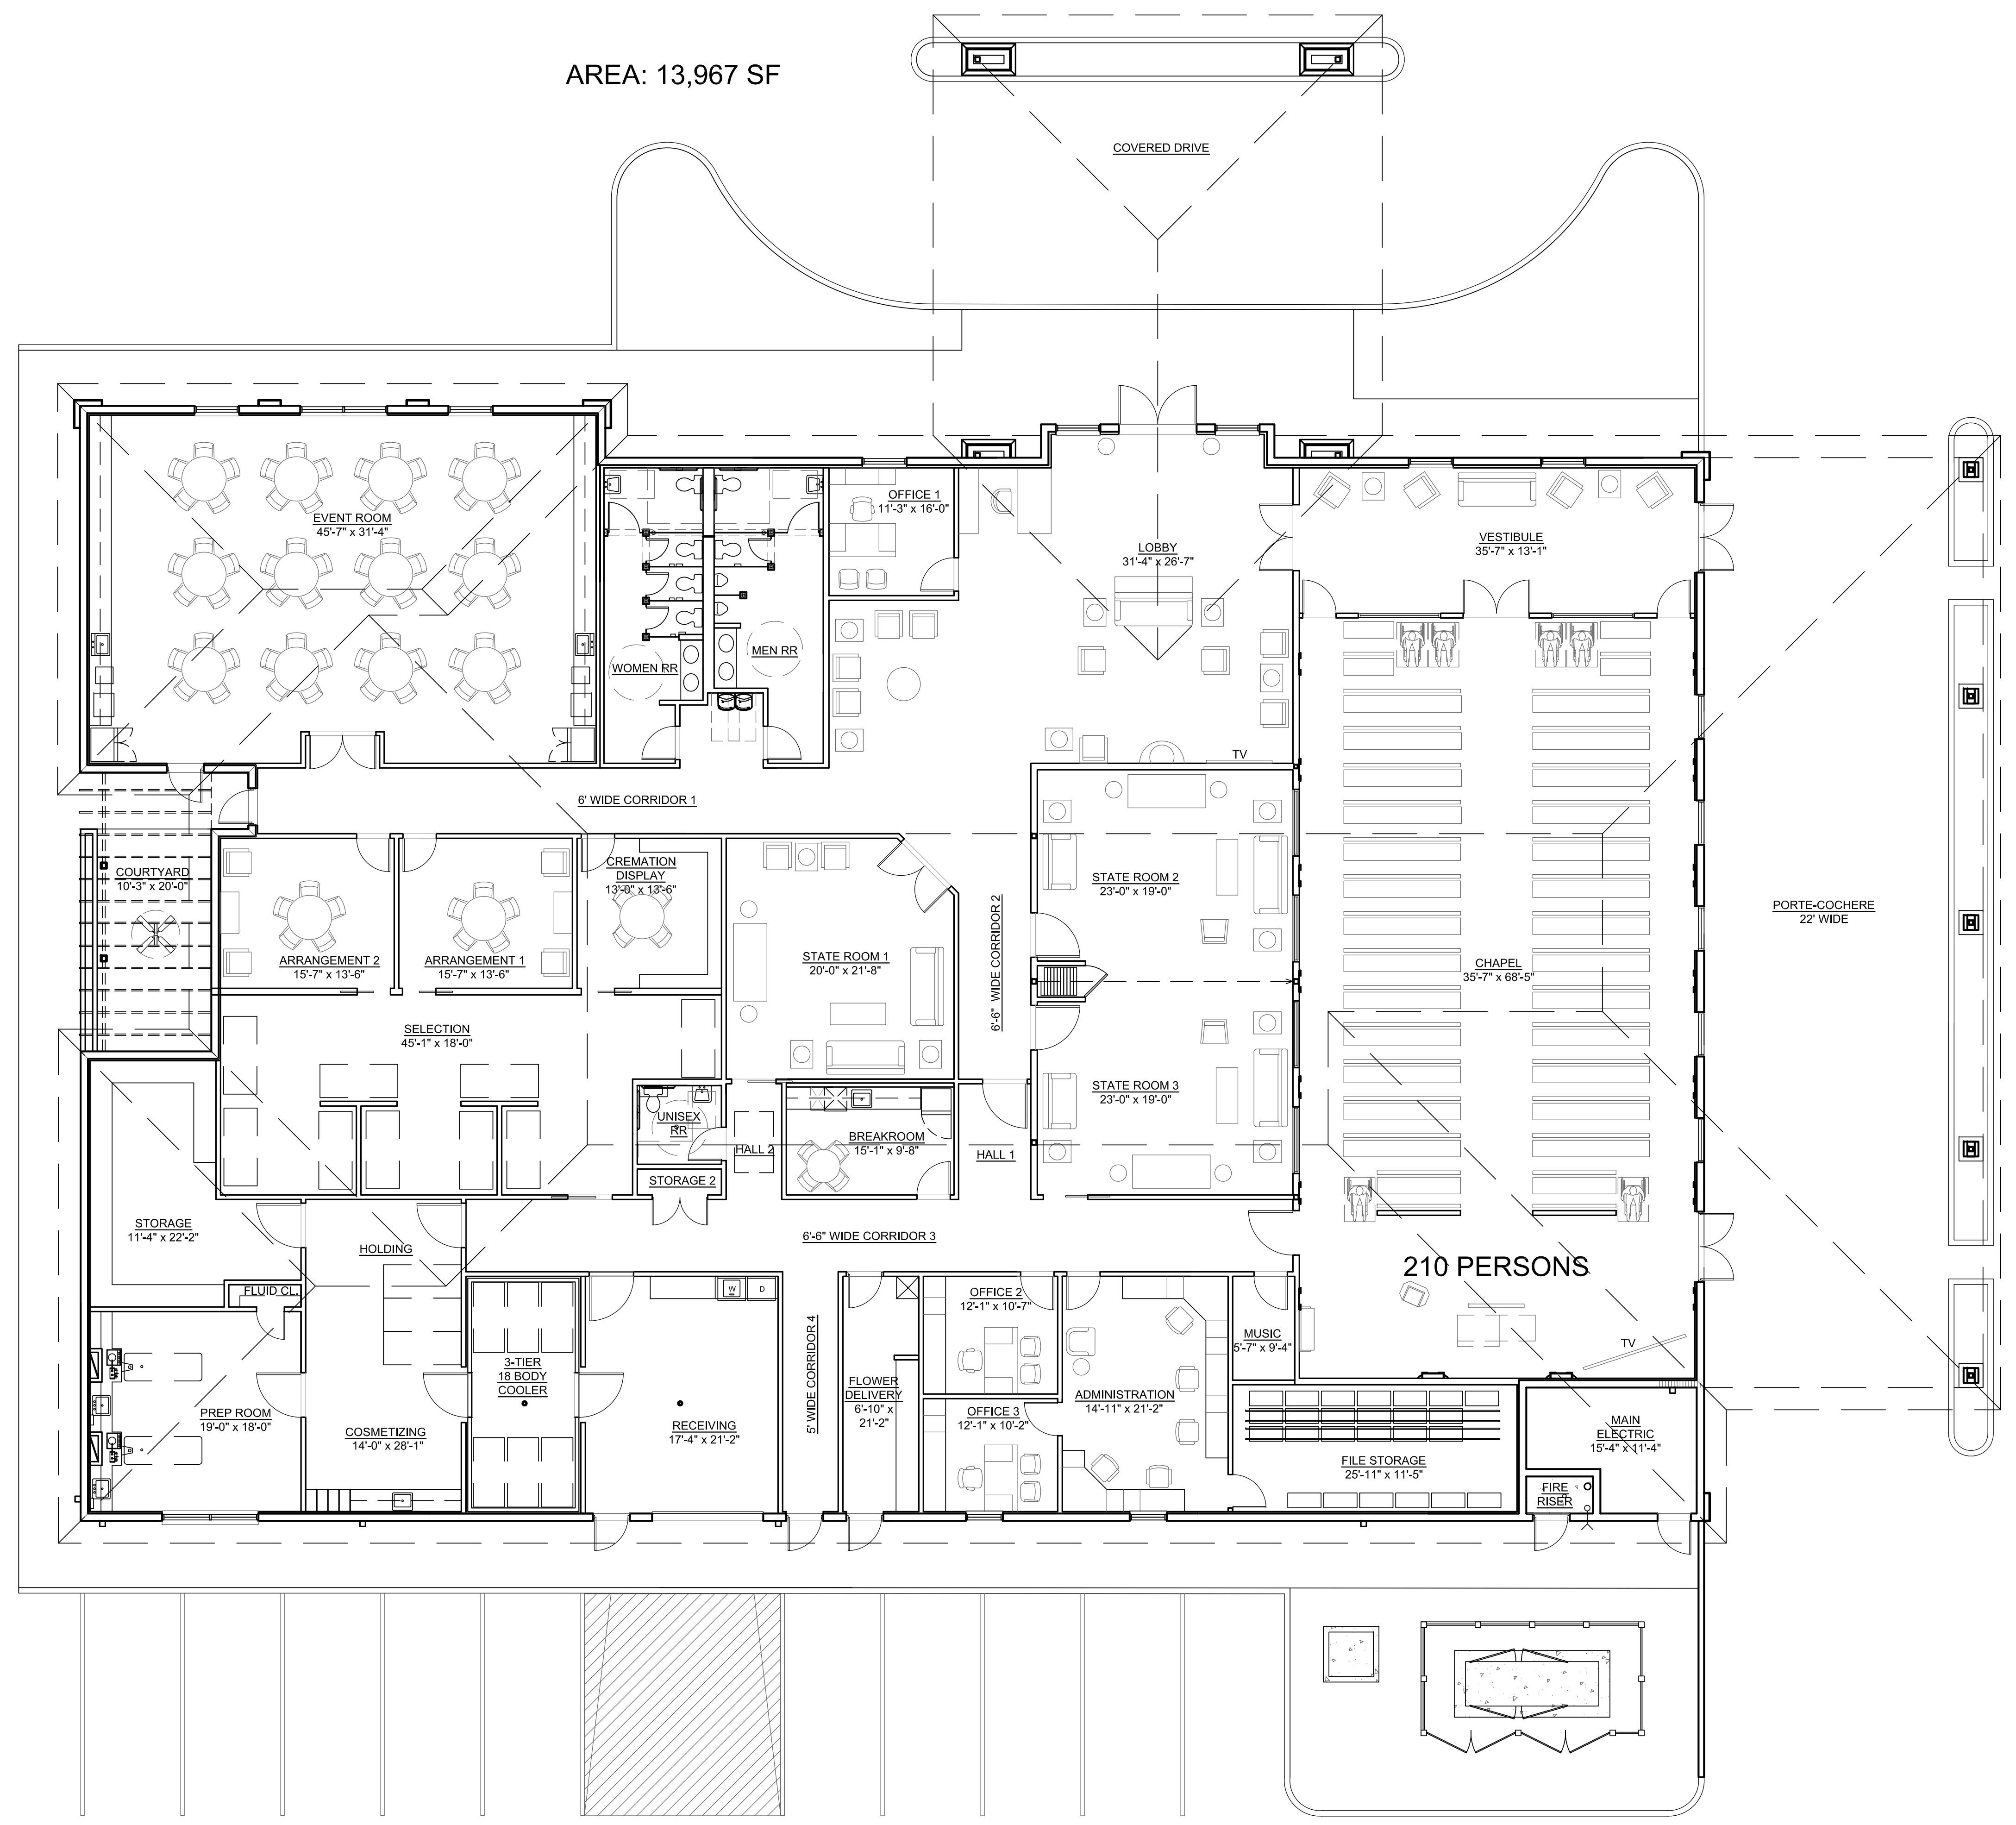 AREA: 13,967 SF
COVERED DRIVE
EVENT ROOM
45'-7" x 31'-4"
OFFICE 1
11'-3" x 16'-0"
LOBBY
31'-4" x 26'-7"
VESTIBULE
35'-7" x 13'-1"
WOMEN RR
MEN RR
TV
6' WIDE CORRIDOR 1
COURTYARD
10'-3" x 20'-0"
ARRANGEMENT 2
15'-7" x 13'-6"
ARRANGEMENT 1
15'-7" x 13'-6"
CREMATION
DISPLAY
13'-0" x 13'-6"
STATE ROOM 1
20'-0" x 21'-8"
6'-6" WIDE CORRIDOR 2
STATE ROOM 2
23'-0" x 19'-0"
CHAPEL
35'-7" x 68'-5"
PORTE-COCHERE
22' WIDE
SELECTION
45'-1" x 18'-0"
STATE ROOM 3
23'-0" x 19'-0"
UNISEX
RR
HALL 2
BREAKROOM
15'-1" x 9'-8"
HALL 1
STORAGE 2
STORAGE
11'-4" x 22'-2"
HOLDING
6'-6" WIDE CORRIDOR 3
210 PERSONS
FLUID CL.
W
D
OFFICE 2
12'-1" x 10'-7"
MUSIC
5'-7" x 9'-4"
TV
3-TIER
18 BODY
COOLER
5' WIDE CORRIDOR 4
FLOWER
DELIVERY
6'-10" x
21'-2"
ADMINISTRATION
14'-11" x 21'-2"
PREP ROOM
19'-0" x 18'-0"
COSMETIZING
14'-0" x 28'-1"
RECEIVING
17'-4" x 21'-2"
OFFICE 3
12'-1" x 10'-2"
FILE STORAGE
25'-11" x 11'-5"
MAIN
ELECTRIC
15'-4" x 11'-4"
FIRE
RISER